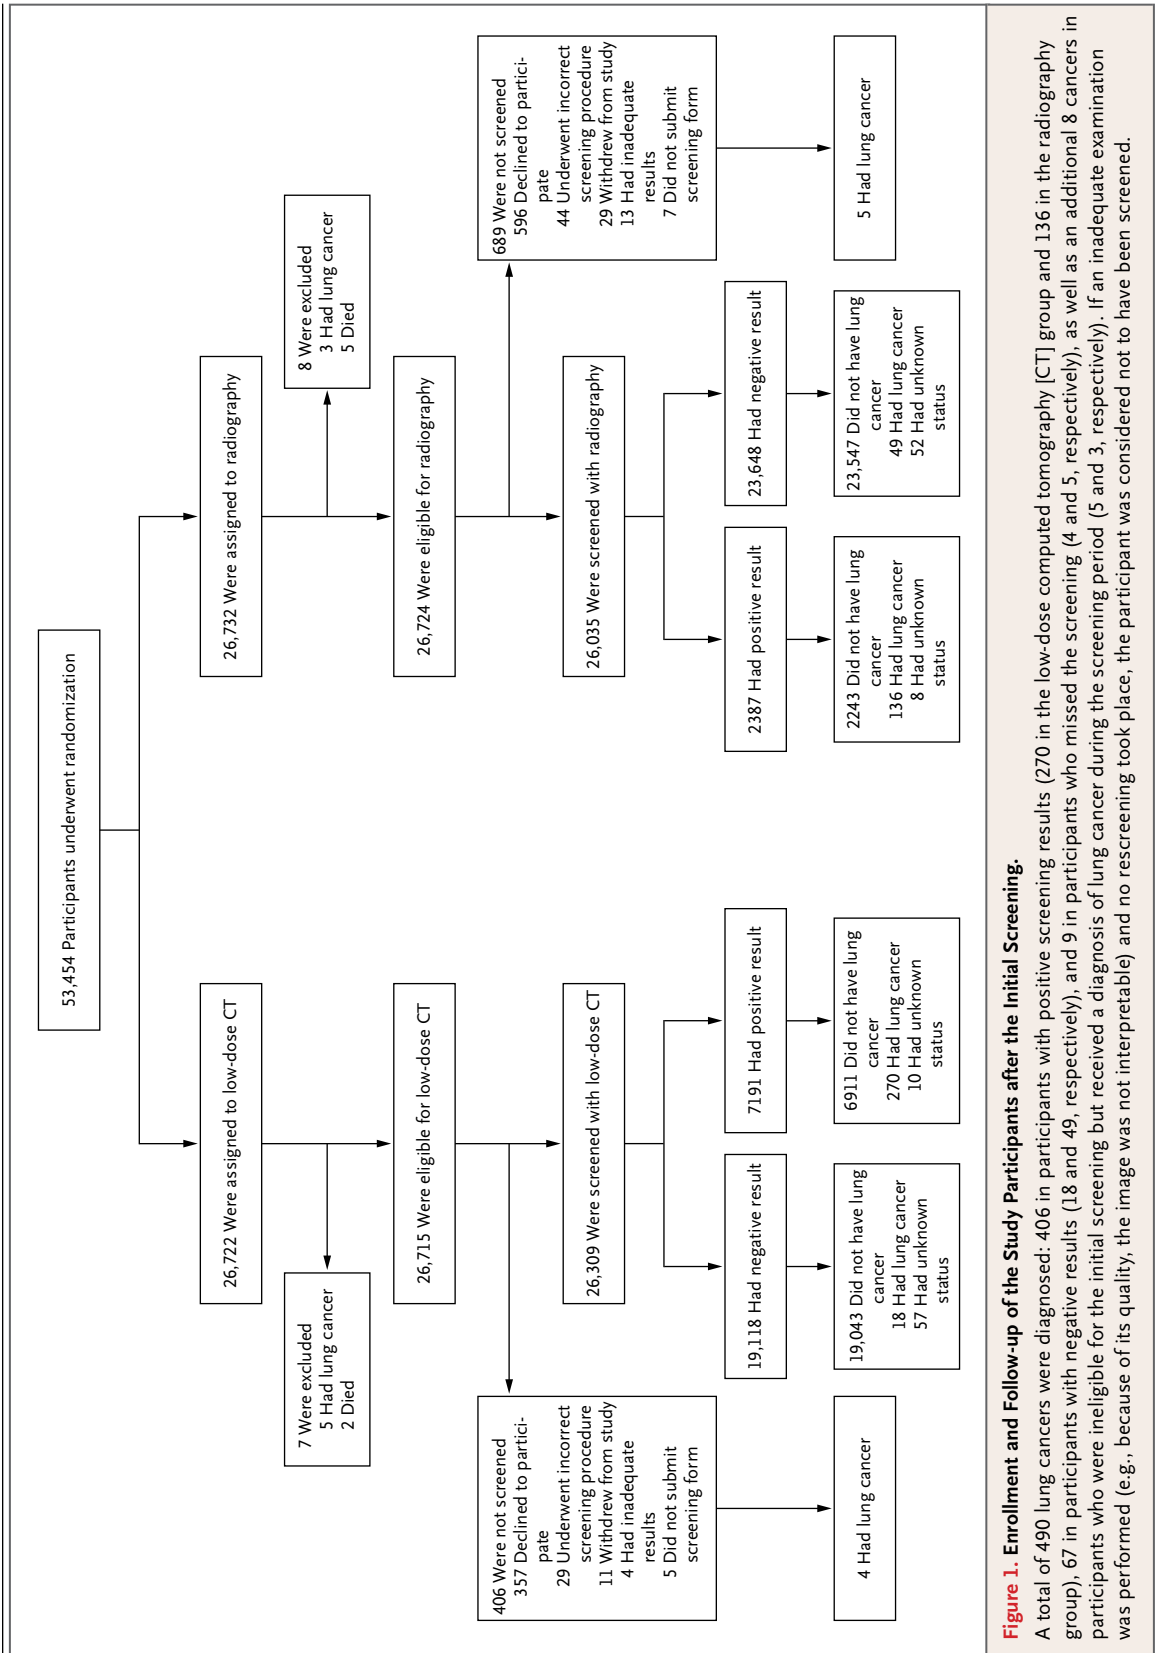 53,454 Participants underwent randomization
26,722 Were assigned to low-dose CT
26,732 Were assigned to radiography
7 Were excluded
5 Had lung cancer
2 Died
8 Were excluded
3 Had lung cancer
5 Died
26,715 Were eligible for low-dose CT
26,724 Were eligible for radiography
406 Were not screened
357 Declined to partici-
pate
29 Underwent incorrect
screening procedure
11 Withdrew from study
4 Had inadequate
results
5 Did not submit
screening form
689 Were not screened
596 Declined to partici-
pate
44 Underwent incorrect
screening procedure
29 Withdrew from study
13 Had inadequate
results
7 Did not submit
screening form
26,309 Were screened with low-dose CT
26,035 Were screened with radiography
19,118 Had negative result
7191 Had positive result
2387 Had positive result
23,648 Had negative result
4 Had lung cancer
19,043 Did not have lung
cancer
18 Had lung cancer
57 Had unknown
status
6911 Did not have lung
cancer
270 Had lung cancer
10 Had unknown
status
2243 Did not have lung
cancer
136 Had lung cancer
8 Had unknown
status
23,547 Did not have lung
cancer
49 Had lung cancer
52 Had unknown
status
5 Had lung cancer
Figure 1. Enrollment and Follow-up of the Study Participants after the Initial Screening.
A total of 490 lung cancers were diagnosed: 406 in participants with positive screening results (270 in the low-dose computed tomography [CT] group and 136 in the radiography
group), 67 in participants with negative results (18 and 49, respectively), and 9 in participants who missed the screening (4 and 5, respectively), as well as an additional 8 cancers in
participants who were ineligible for the initial screening but received a diagnosis of lung cancer during the screening period (5 and 3, respectively). If an inadequate examination
was performed (e.g., because of its quality, the image was not interpretable) and no rescreening took place, the participant was considered not to have been screened.